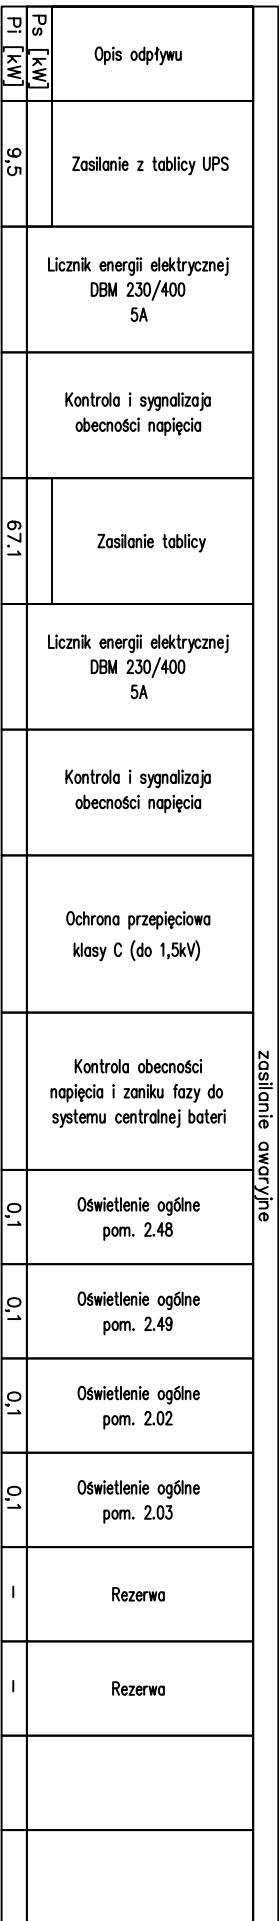 Opis odpływu
Ps [kW]
Pi [kW]
Zasilanie z tablicy UPS
9,5
Licznik energii elektrycznej
DBM 230/400
5A
Kontrola i sygnalizaja
obecności napięcia
Zasilanie tablicy
67.1
Licznik energii elektrycznej
DBM 230/400
5A
Kontrola i sygnalizaja
obecności napięcia
Ochrona przepięciowa
klasy C (do 1,5kV)
Kontrola obecności
napięcia i zaniku fazy do
systemu centralnej bateri
zasilanie awaryjne
Oświetlenie ogólne
pom. 2.48
0,1
Oświetlenie ogólne
pom. 2.49
0,1
Oświetlenie ogólne
pom. 2.02
0,1
Oświetlenie ogólne
pom. 2.03
0,1
Rezerwa
–
Rezerwa
–